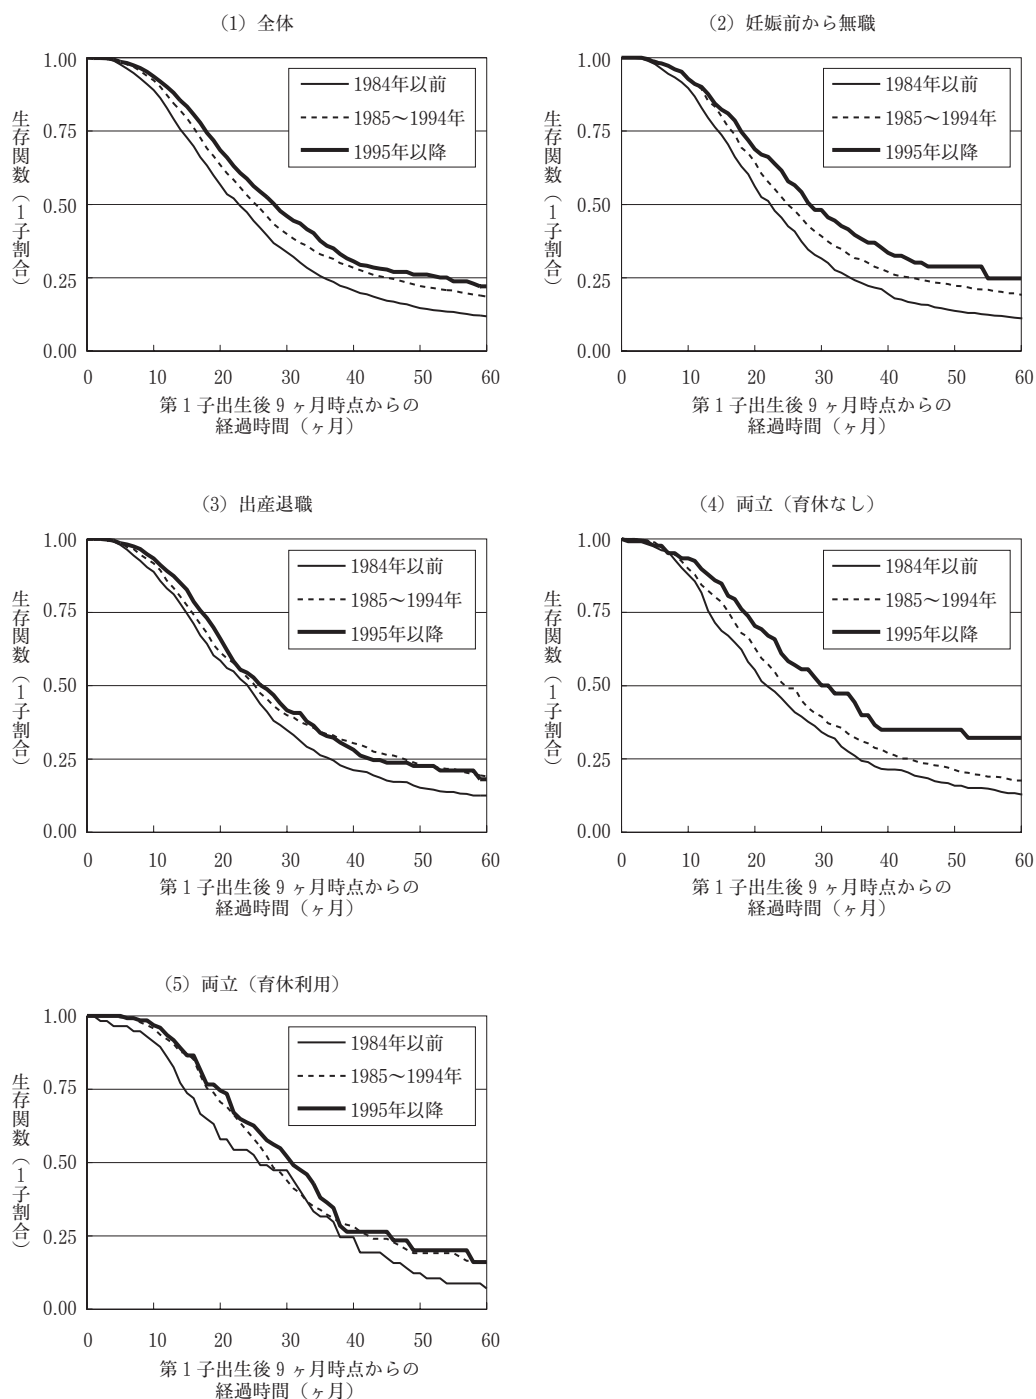 (1) 全体
1.00
0.75
0.50
0.25
0.00
生存関数(1子割合)
1984年以前
1985〜1994年
1995年以降
0 10 20 30 40 50 60
第1子出生後9ヶ月時点からの
経過時間(ヶ月)
(2) 妊娠前から無職
1.00
0.75
0.50
0.25
0.00
生存関数(1子割合)
1984年以前
1985〜1994年
1995年以降
0 10 20 30 40 50 60
第1子出生後9ヶ月時点からの
経過時間(ヶ月)
(3) 出産退職
1.00
0.75
0.50
0.25
0.00
生存関数(1子割合)
1984年以前
1985〜1994年
1995年以降
0 10 20 30 40 50 60
第1子出生後9ヶ月時点からの
経過時間(ヶ月)
(4) 両立(育休なし)
1.00
0.75
0.50
0.25
0.00
生存関数(1子割合)
1984年以前
1985〜1994年
1995年以降
0 10 20 30 40 50 60
第1子出生後9ヶ月時点からの
経過時間(ヶ月)
(5) 両立(育休利用)
1.00
0.75
0.50
0.25
0.00
生存関数(1子割合)
1984年以前
1985〜1994年
1995年以降
0 10 20 30 40 50 60
第1子出生後9ヶ月時点からの
経過時間(ヶ月)